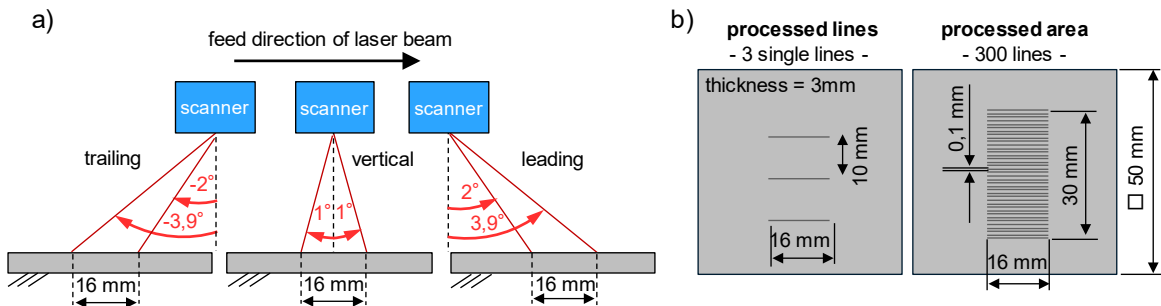 a)
feed direction of laser beam
scanner
scanner
scanner
trailing
vertical
leading
-2°
-3,9°
1°
1°
2°
3,9°
16 mm
16 mm
16 mm
b)
processed lines
- 3 single lines -
thickness = 3mm
10 mm
16 mm
processed area
- 300 lines -
0,1 mm
30 mm
16 mm
□ 50 mm